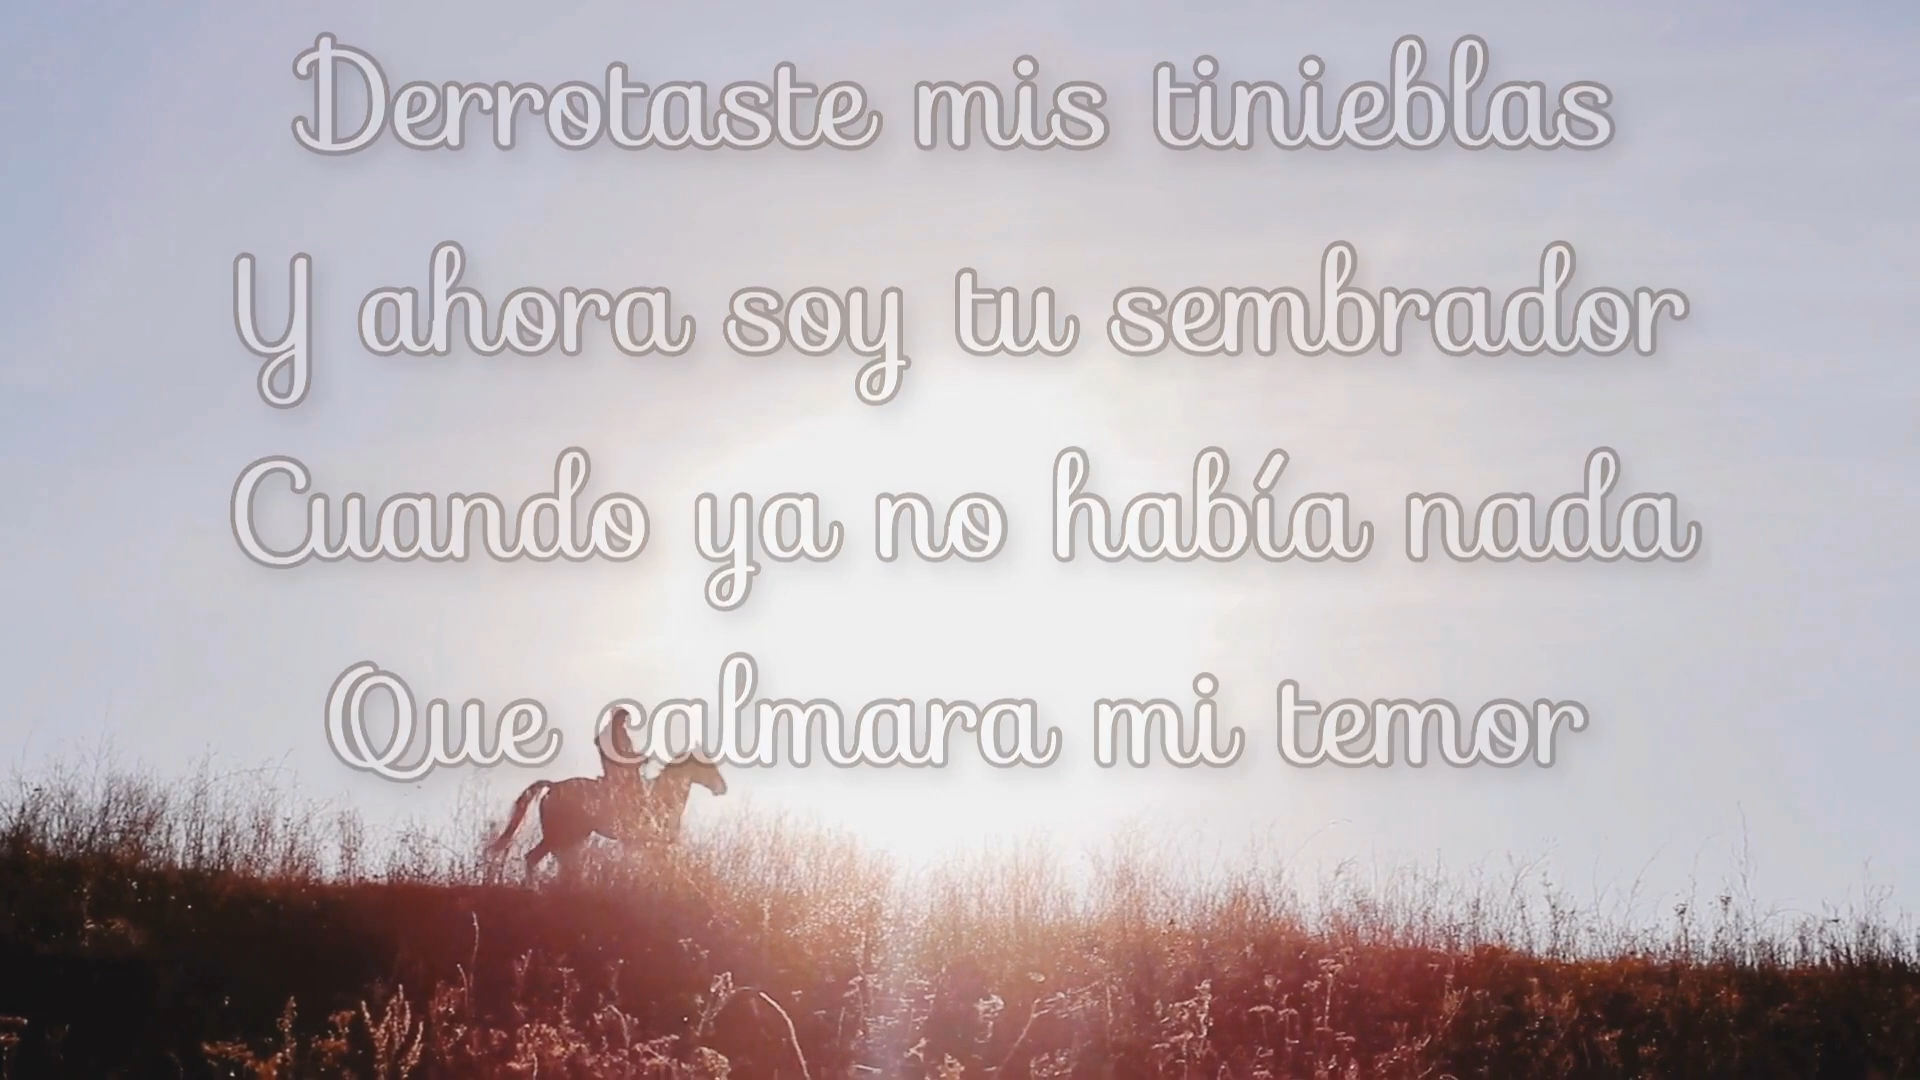 Derrotaste mis tinieblas
Y ahora soy tu sembrador
Cuando ya no había nada
Que calmara mi temor